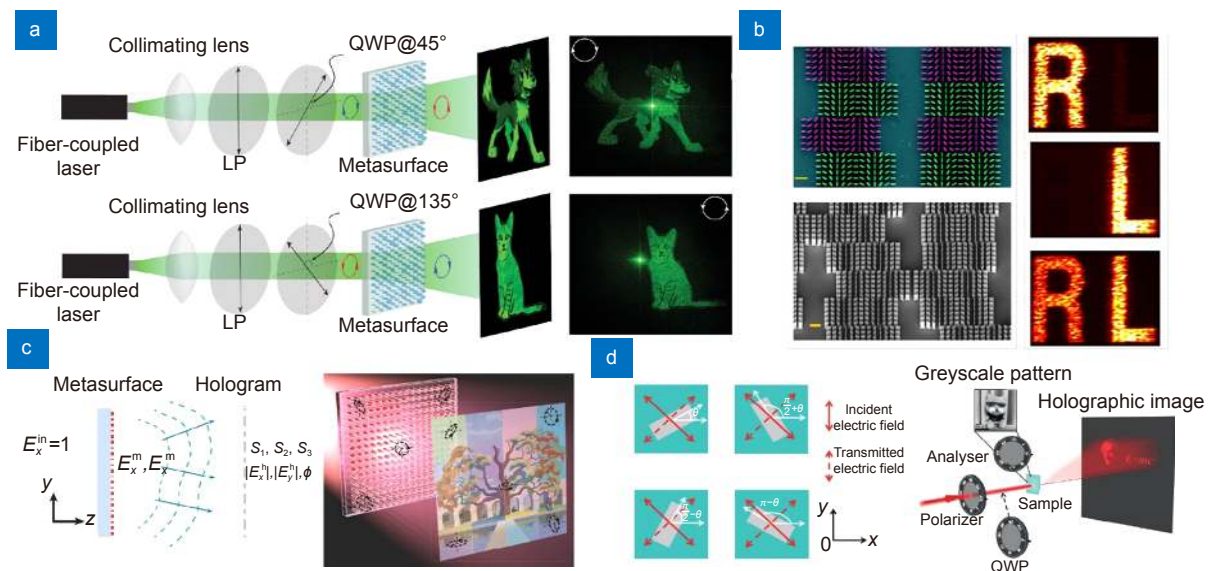 a
Collimating lens
QWP@45°
Fiber-coupled
laser
LP
Metasurface
Collimating lens
QWP@135°
Fiber-coupled
laser
LP
Metasurface
b
R
L
RL
c
Metasurface
Hologram
E_x^in=1
E_x^m, E_x^m
S_1, S_2, S_3
|E_x^h|, |E_y^h|, ϕ
y
z
d
θ
π/2+θ
π/2−θ
π−θ
Incident
electric field
Transmitted
electric field
y
0
x
Greyscale pattern
Holographic image
Analyser
Polarizer
Sample
QWP